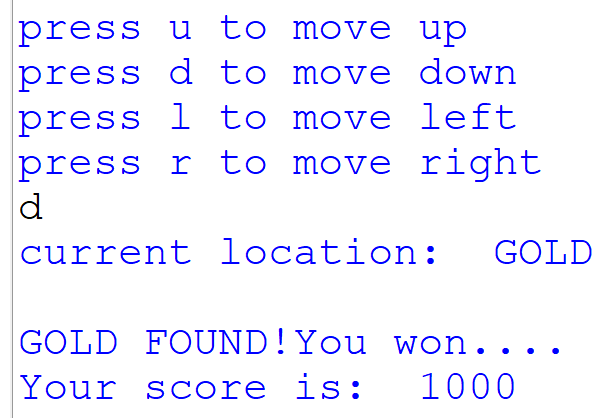 press u to move up
press d to move down
press l to move left
press r to move right
d
current location:  GOLD
GOLD FOUND!You won....
Your score is:  1000